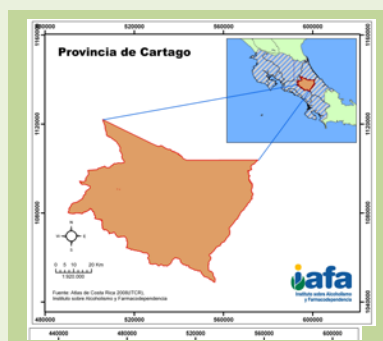 480000 520000 560000 600000
Provincia de Cartago
1160000
1120000
1080000
1040000
N
S
0 5 10 20 Km
1:920.000
Fuente: Atlas de Costa Rica 2008(ITCR),
Instituto sobre Alcoholismo y Farmacodependencia
iafa
Instituto sobre Alcoholismo
y Farmacodependencia
480000 520000 560000 600000
440000 480000 520000 560000 600000